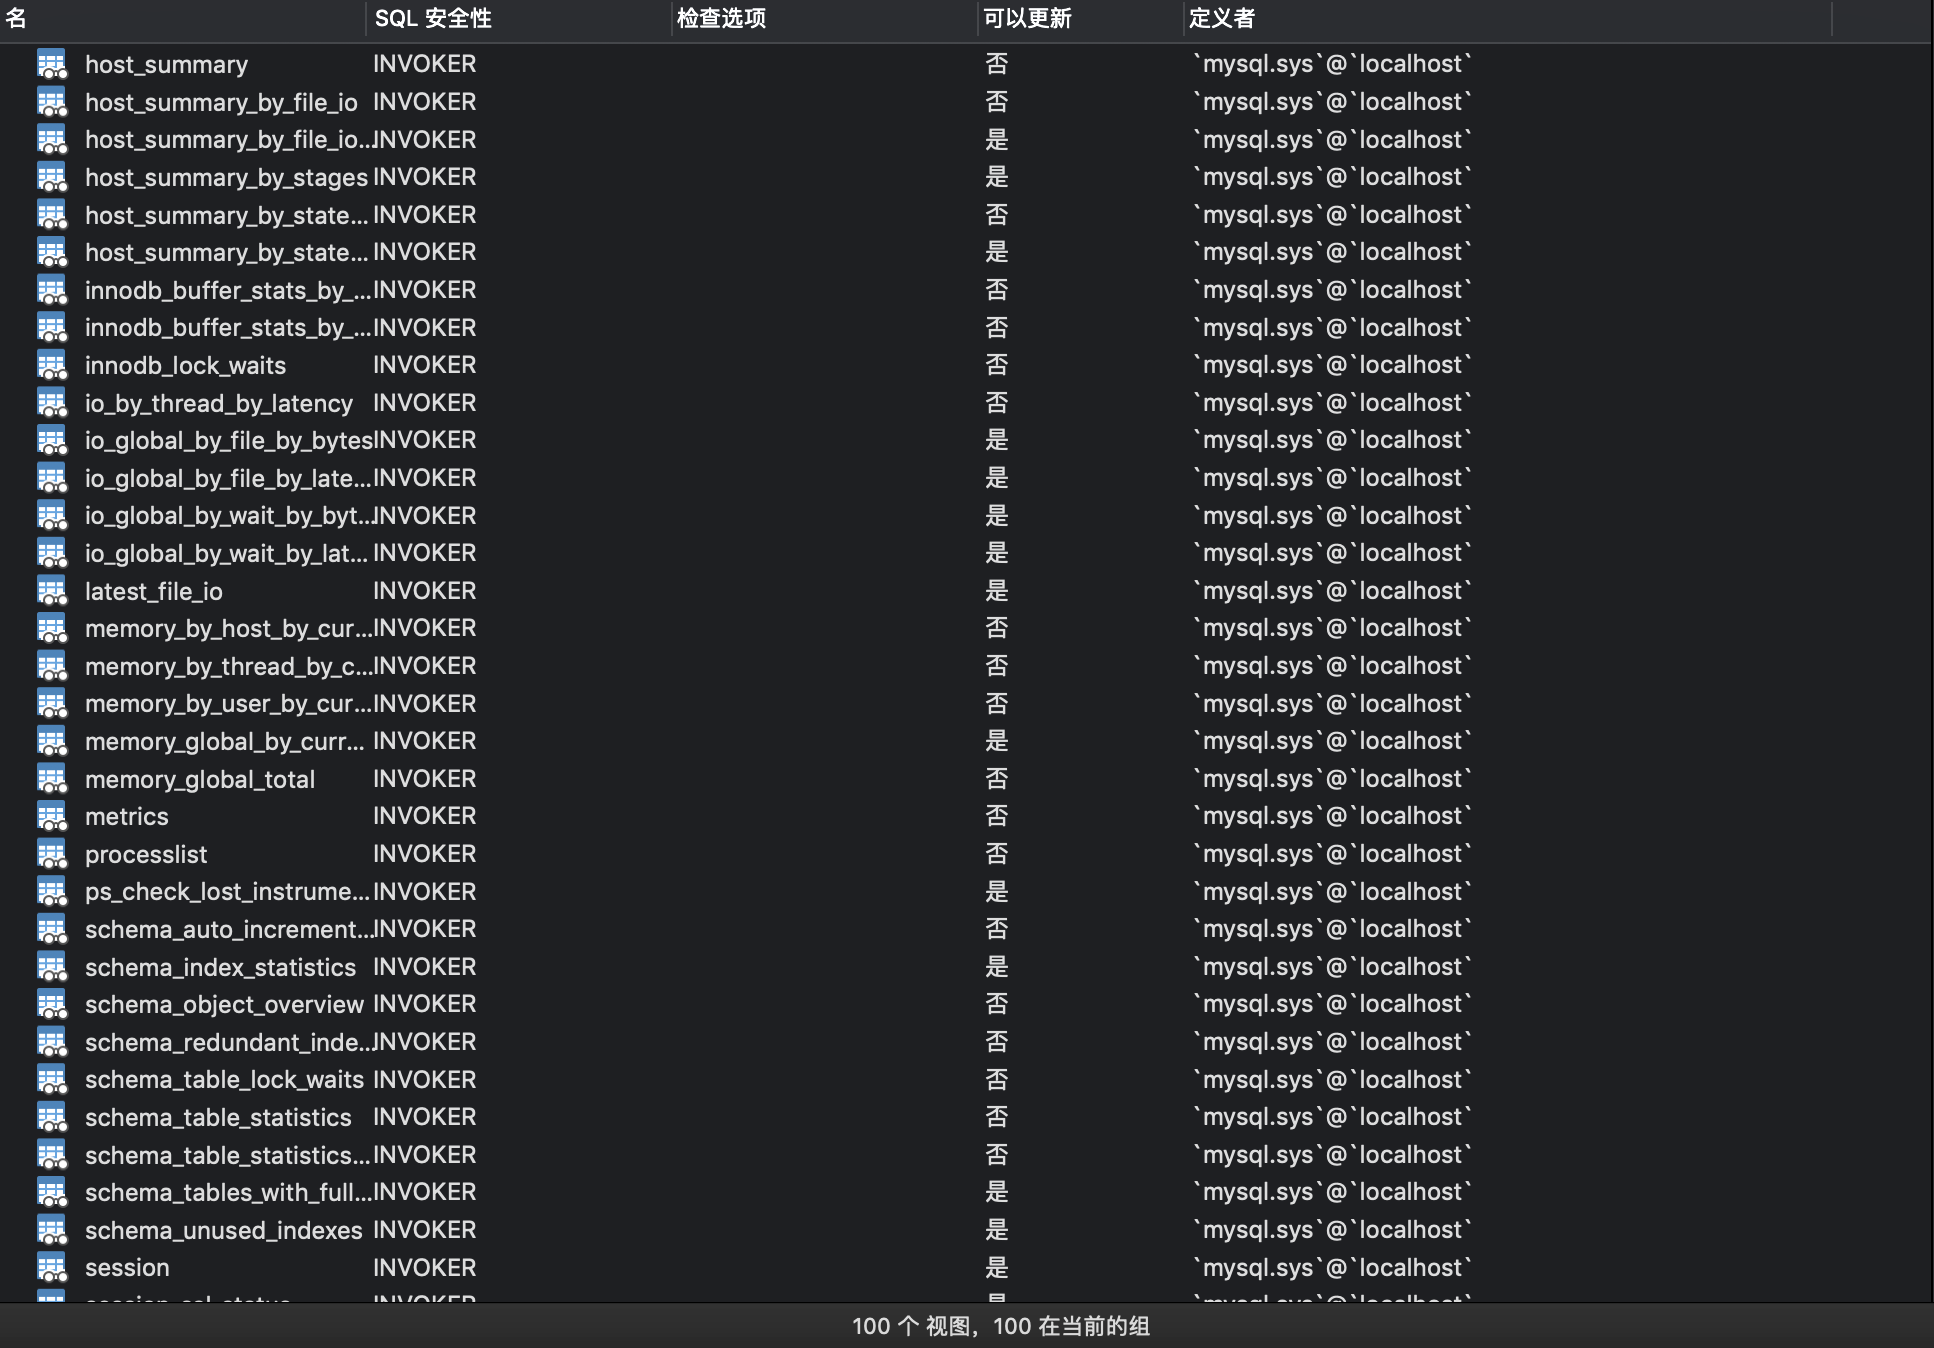 名 SQL 安全性 检查选项 可以更新 定义者
host_summary INVOKER 否 `mysql.sys`@`localhost`
host_summary_by_file_io INVOKER 否 `mysql.sys`@`localhost`
host_summary_by_file_io... INVOKER 是 `mysql.sys`@`localhost`
host_summary_by_stages INVOKER 是 `mysql.sys`@`localhost`
host_summary_by_state... INVOKER 否 `mysql.sys`@`localhost`
host_summary_by_state... INVOKER 是 `mysql.sys`@`localhost`
innodb_buffer_stats_by_... INVOKER 否 `mysql.sys`@`localhost`
innodb_buffer_stats_by_... INVOKER 否 `mysql.sys`@`localhost`
innodb_lock_waits INVOKER 否 `mysql.sys`@`localhost`
io_by_thread_by_latency INVOKER 否 `mysql.sys`@`localhost`
io_global_by_file_by_bytes INVOKER 是 `mysql.sys`@`localhost`
io_global_by_file_by_late... INVOKER 是 `mysql.sys`@`localhost`
io_global_by_wait_by_byt... INVOKER 是 `mysql.sys`@`localhost`
io_global_by_wait_by_lat... INVOKER 是 `mysql.sys`@`localhost`
latest_file_io INVOKER 是 `mysql.sys`@`localhost`
memory_by_host_by_cur... INVOKER 否 `mysql.sys`@`localhost`
memory_by_thread_by_c... INVOKER 否 `mysql.sys`@`localhost`
memory_by_user_by_cur... INVOKER 否 `mysql.sys`@`localhost`
memory_global_by_curr... INVOKER 是 `mysql.sys`@`localhost`
memory_global_total INVOKER 否 `mysql.sys`@`localhost`
metrics INVOKER 否 `mysql.sys`@`localhost`
processlist INVOKER 否 `mysql.sys`@`localhost`
ps_check_lost_instrume... INVOKER 是 `mysql.sys`@`localhost`
schema_auto_increment... INVOKER 否 `mysql.sys`@`localhost`
schema_index_statistics INVOKER 是 `mysql.sys`@`localhost`
schema_object_overview INVOKER 否 `mysql.sys`@`localhost`
schema_redundant_inde... INVOKER 否 `mysql.sys`@`localhost`
schema_table_lock_waits INVOKER 否 `mysql.sys`@`localhost`
schema_table_statistics INVOKER 否 `mysql.sys`@`localhost`
schema_table_statistics... INVOKER 否 `mysql.sys`@`localhost`
schema_tables_with_full... INVOKER 是 `mysql.sys`@`localhost`
schema_unused_indexes INVOKER 是 `mysql.sys`@`localhost`
session INVOKER 是 `mysql.sys`@`localhost`
100 个 视图，100 在当前的组